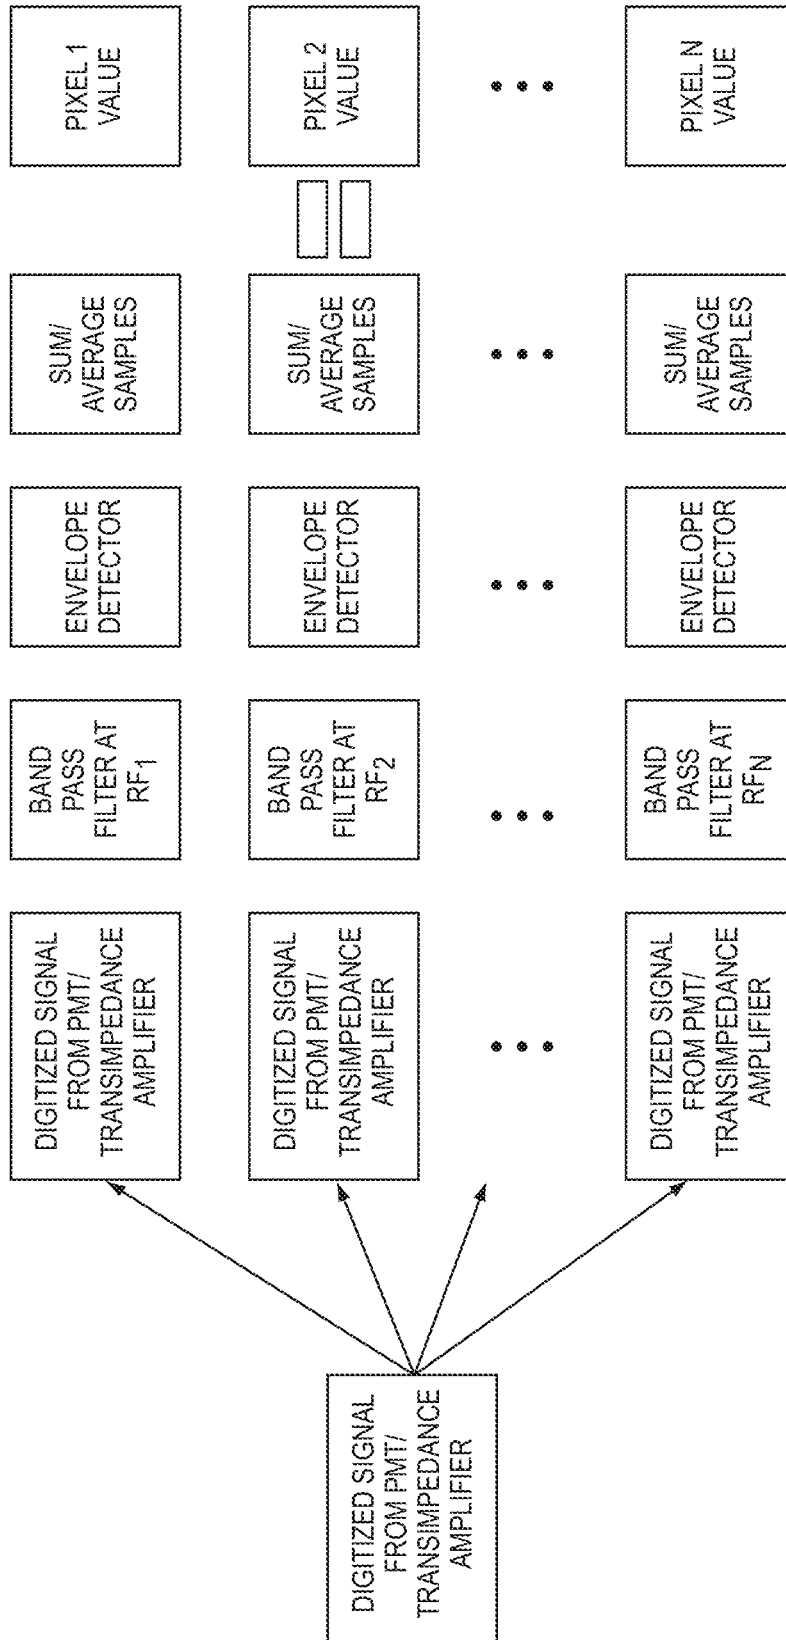 DIGITIZED SIGNAL
FROM PMT/
TRANSIMPEDANCE
AMPLIFIER
DIGITIZED SIGNAL
FROM PMT/
TRANSIMPEDANCE
AMPLIFIER
BAND
PASS
FILTER AT
RF1
ENVELOPE
DETECTOR
SUM/
AVERAGE
SAMPLES
PIXEL 1
VALUE
DIGITIZED SIGNAL
FROM PMT/
TRANSIMPEDANCE
AMPLIFIER
BAND
PASS
FILTER AT
RF2
ENVELOPE
DETECTOR
SUM/
AVERAGE
SAMPLES
PIXEL 2
VALUE
DIGITIZED SIGNAL
FROM PMT/
TRANSIMPEDANCE
AMPLIFIER
BAND
PASS
FILTER AT
RFN
ENVELOPE
DETECTOR
SUM/
AVERAGE
SAMPLES
PIXEL N
VALUE